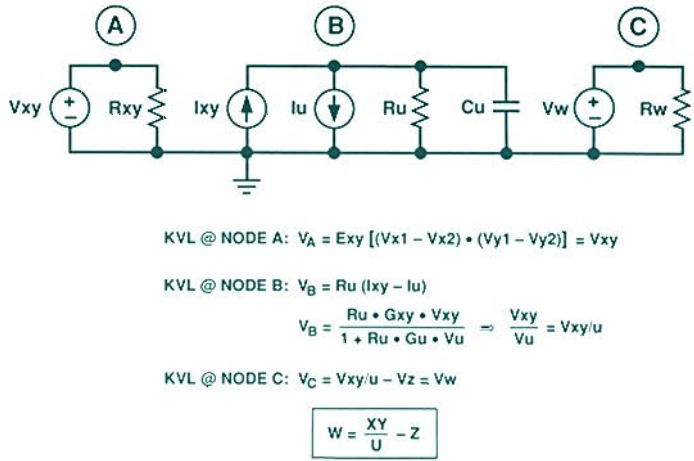 A
B
C
Vxy
+
−
Rxy
Ixy
Iu
Ru
Cu
Vw
+
−
Rw
KVL @ NODE A: VA = Exy [(Vx1 − Vx2) • (Vy1 − Vy2)] = Vxy
KVL @ NODE B: VB = Ru (Ixy − Iu)
VB = Ru • Gxy • Vxy / 1 + Ru • Gu • Vu ⇒ Vxy / Vu = Vxy/u
KVL @ NODE C: VC = Vxy/u − Vz = Vw
W = XY / U − Z